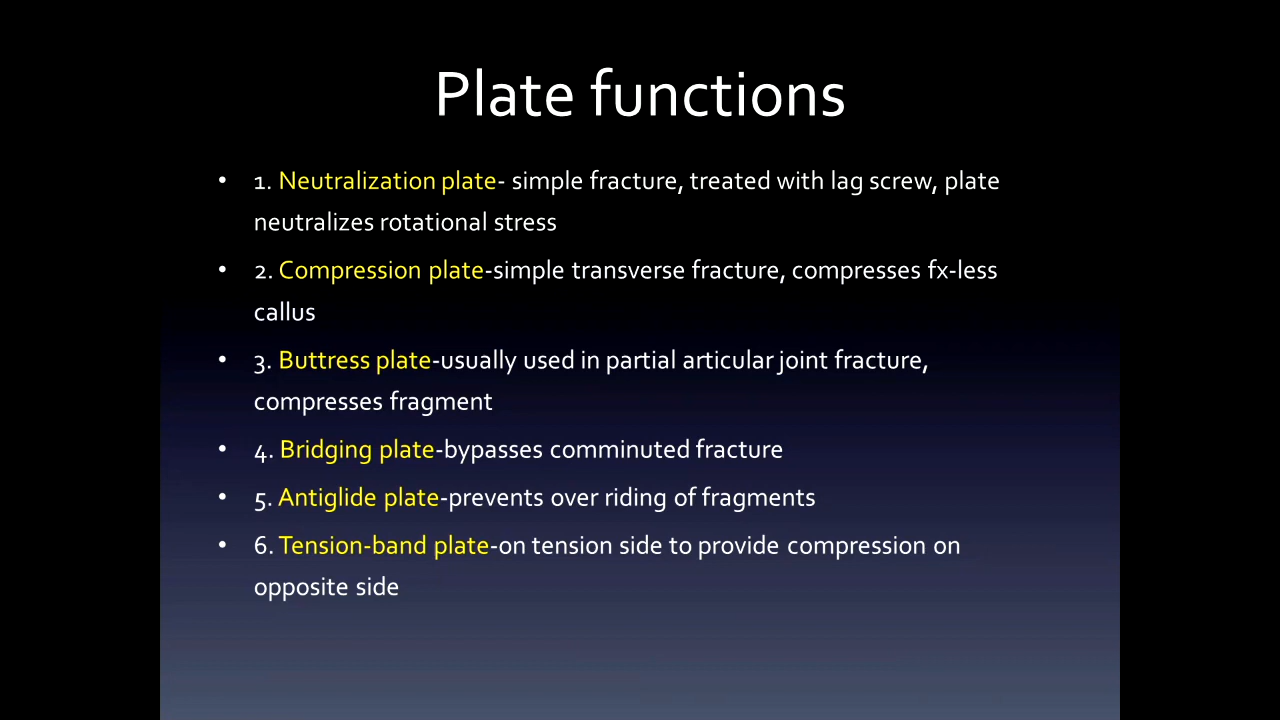 Plate functions
• 1. Neutralization plate- simple fracture, treated with lag screw, plate
neutralizes rotational stress
• 2. Compression plate-simple transverse fracture, compresses fx-less
callus
• 3. Buttress plate-usually used in partial articular joint fracture,
compresses fragment
• 4. Bridging plate-bypasses comminuted fracture
• 5. Antiglide plate-prevents over riding of fragments
• 6. Tension-band plate-on tension side to provide compression on
opposite side